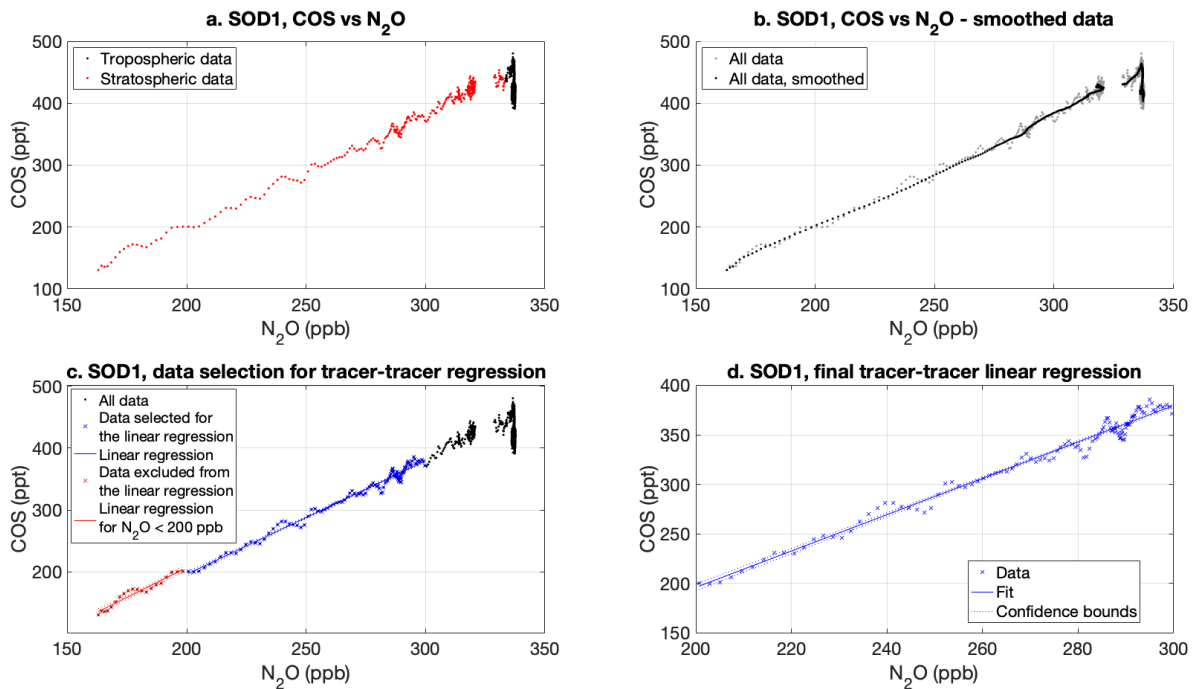 a. SOD1, COS vs N₂O
500
400
300
200
100
COS (ppt)
Tropospheric data
Stratospheric data
150 200 250 300 350
N₂O (ppb)
b. SOD1, COS vs N₂O - smoothed data
500
400
300
200
100
COS (ppt)
All data
All data, smoothed
150 200 250 300 350
N₂O (ppb)
c. SOD1, data selection for tracer-tracer regression
500
400
300
200
COS (ppt)
All data
Data selected for
the linear regression
Linear regression
Data excluded from
the linear regression
Linear regression
for N₂O < 200 ppb
150 200 250 300 350
N₂O (ppb)
d. SOD1, final tracer-tracer linear regression
400
350
300
250
200
150
COS (ppt)
Data
Fit
Confidence bounds
200 220 240 260 280 300
N₂O (ppb)